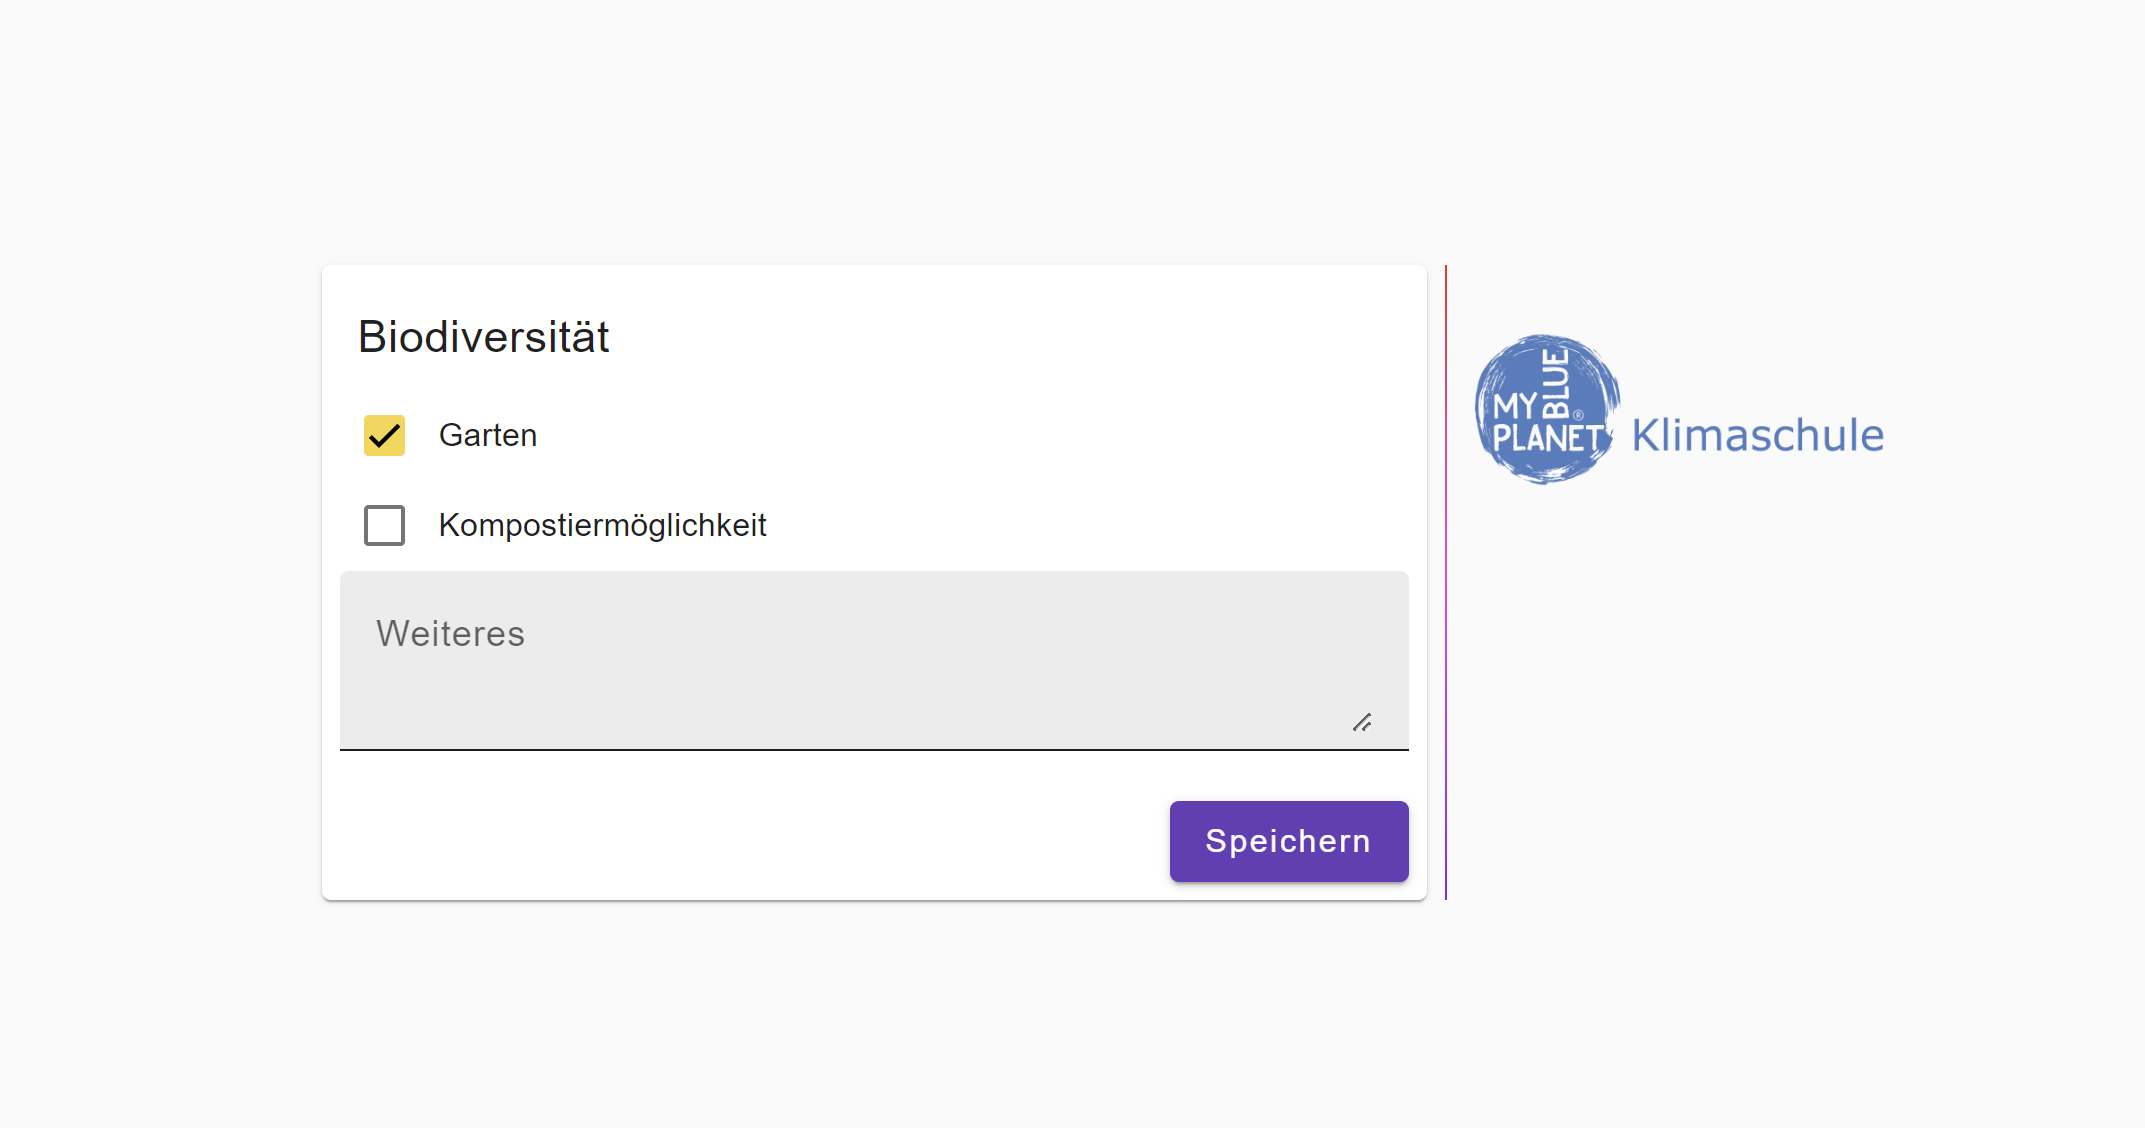 Biodiversität
Garten
Kompostiermöglichkeit
Weiteres
Speichern
MY BLUE
PLANET®
Klimaschule